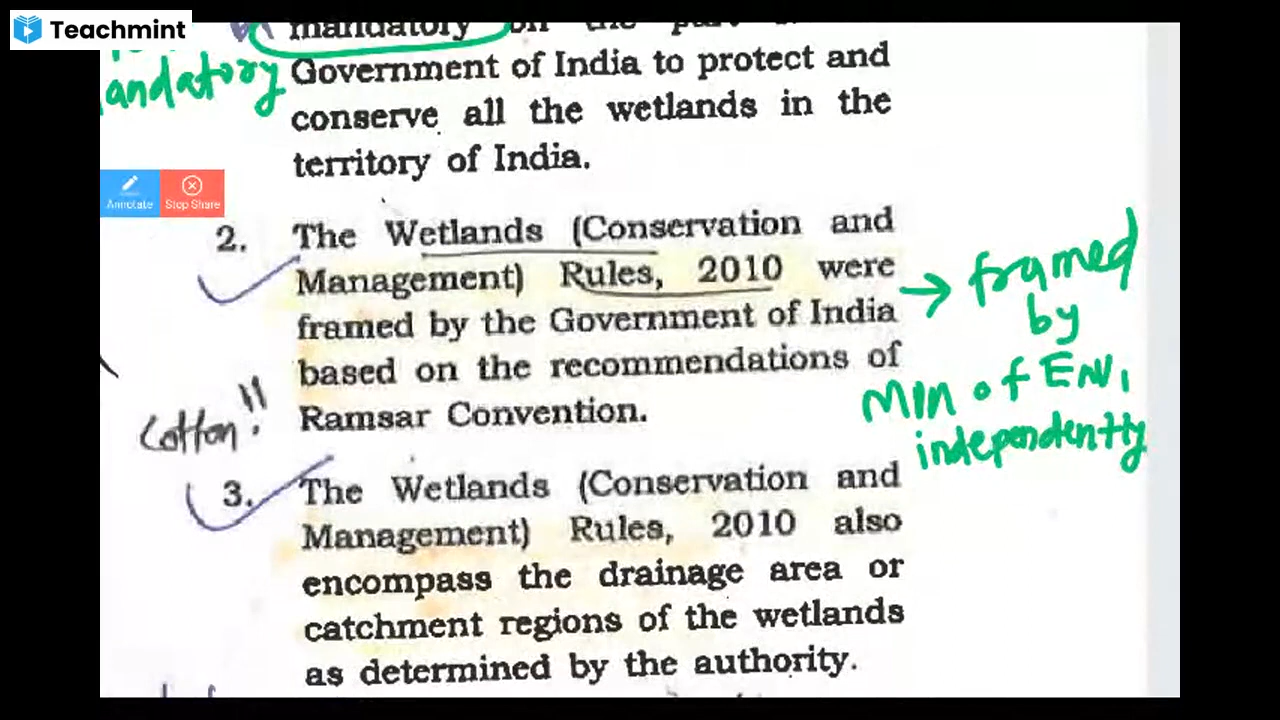 Teachmint
mandatory on the
mandatory
Government of India to protect and
conserve all the wetlands in the
territory of India.
Annotate
Stop Share
2. The Wetlands (Conservation and
Management) Rules, 2010 were
framed by the Government of India
based on the recommendations of
Ramsar Convention.
→ framed
by
Min of ENV,
independently
3. The Wetlands (Conservation and
Management) Rules, 2010 also
encompass the drainage area or
catchment regions of the wetlands
as determined by the authority.